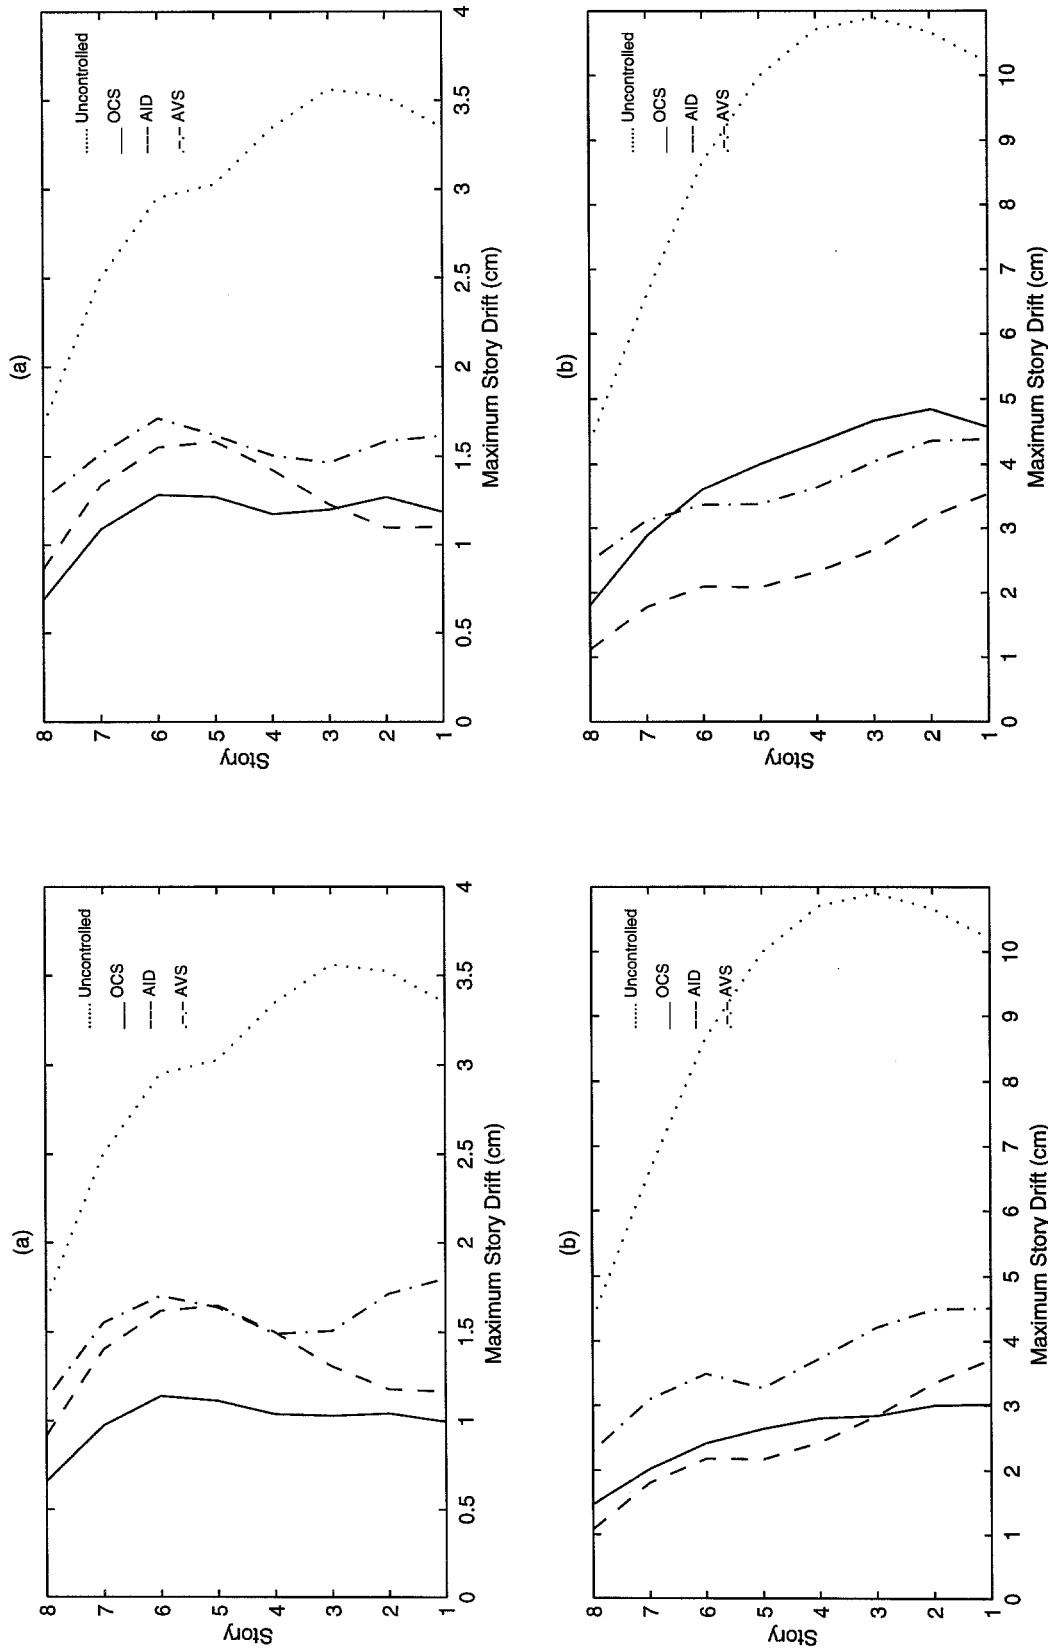 (a)
Uncontrolled
OCS
AID
AVS
8
7
6
5
4
3
2
1
Story
0 0.5 1 1.5 2 2.5 3 3.5 4
Maximum Story Drift (cm)
(b)
Uncontrolled
OCS
AID
AVS
8
7
6
5
4
3
2
1
Story
0 1 2 3 4 5 6 7 8 9 10
Maximum Story Drift (cm)
(a)
Uncontrolled
OCS
AID
AVS
8
7
6
5
4
3
2
1
Story
0 0.5 1 1.5 2 2.5 3 3.5 4
Maximum Story Drift (cm)
(b)
Uncontrolled
OCS
AID
AVS
8
7
6
5
4
3
2
1
Story
0 1 2 3 4 5 6 7 8 9 10
Maximum Story Drift (cm)